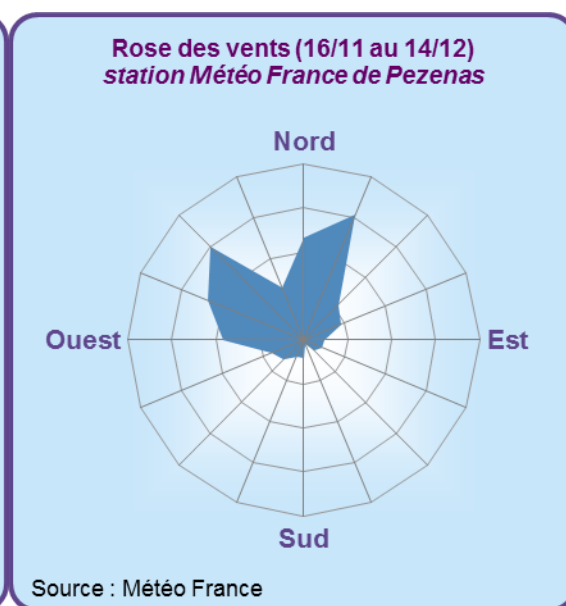 Rose des vents (16/11 au 14/12)
station Météo France de Pezenas
Nord
Ouest
Est
Sud
Source : Météo France